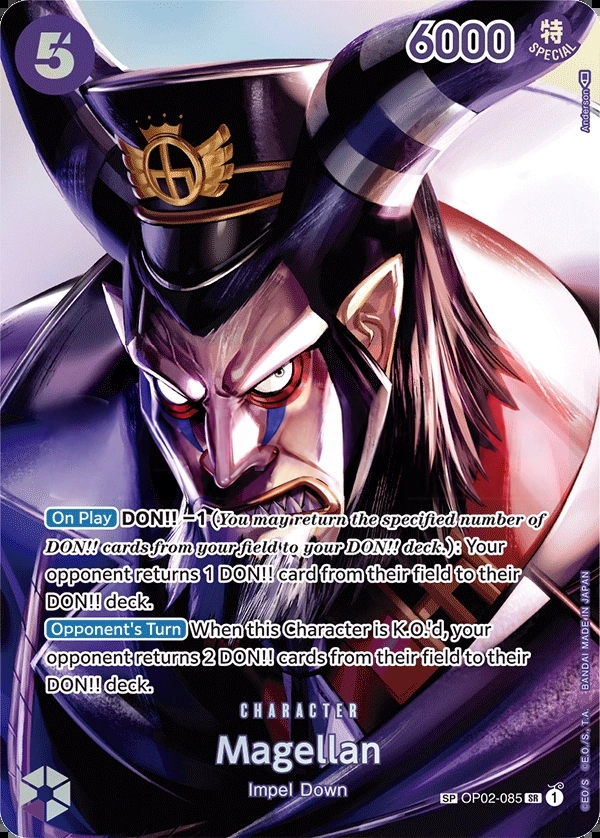 5
6000
特
SPECIAL
Anderson
On Play DON!! −1 (You may return the specified number of
DON!! cards from your field to your DON!! deck.): Your
opponent returns 1 DON!! card from their field to their
DON!! deck.
Opponent's Turn When this Character is K.O.'d, your
opponent returns 2 DON!! cards from their field to their
DON!! deck.
CHARACTER
Magellan
Impel Down
SP OP02-085 SR 1
©EO/S ©E.O./S., T.A. BANDAI MADE IN JAPAN